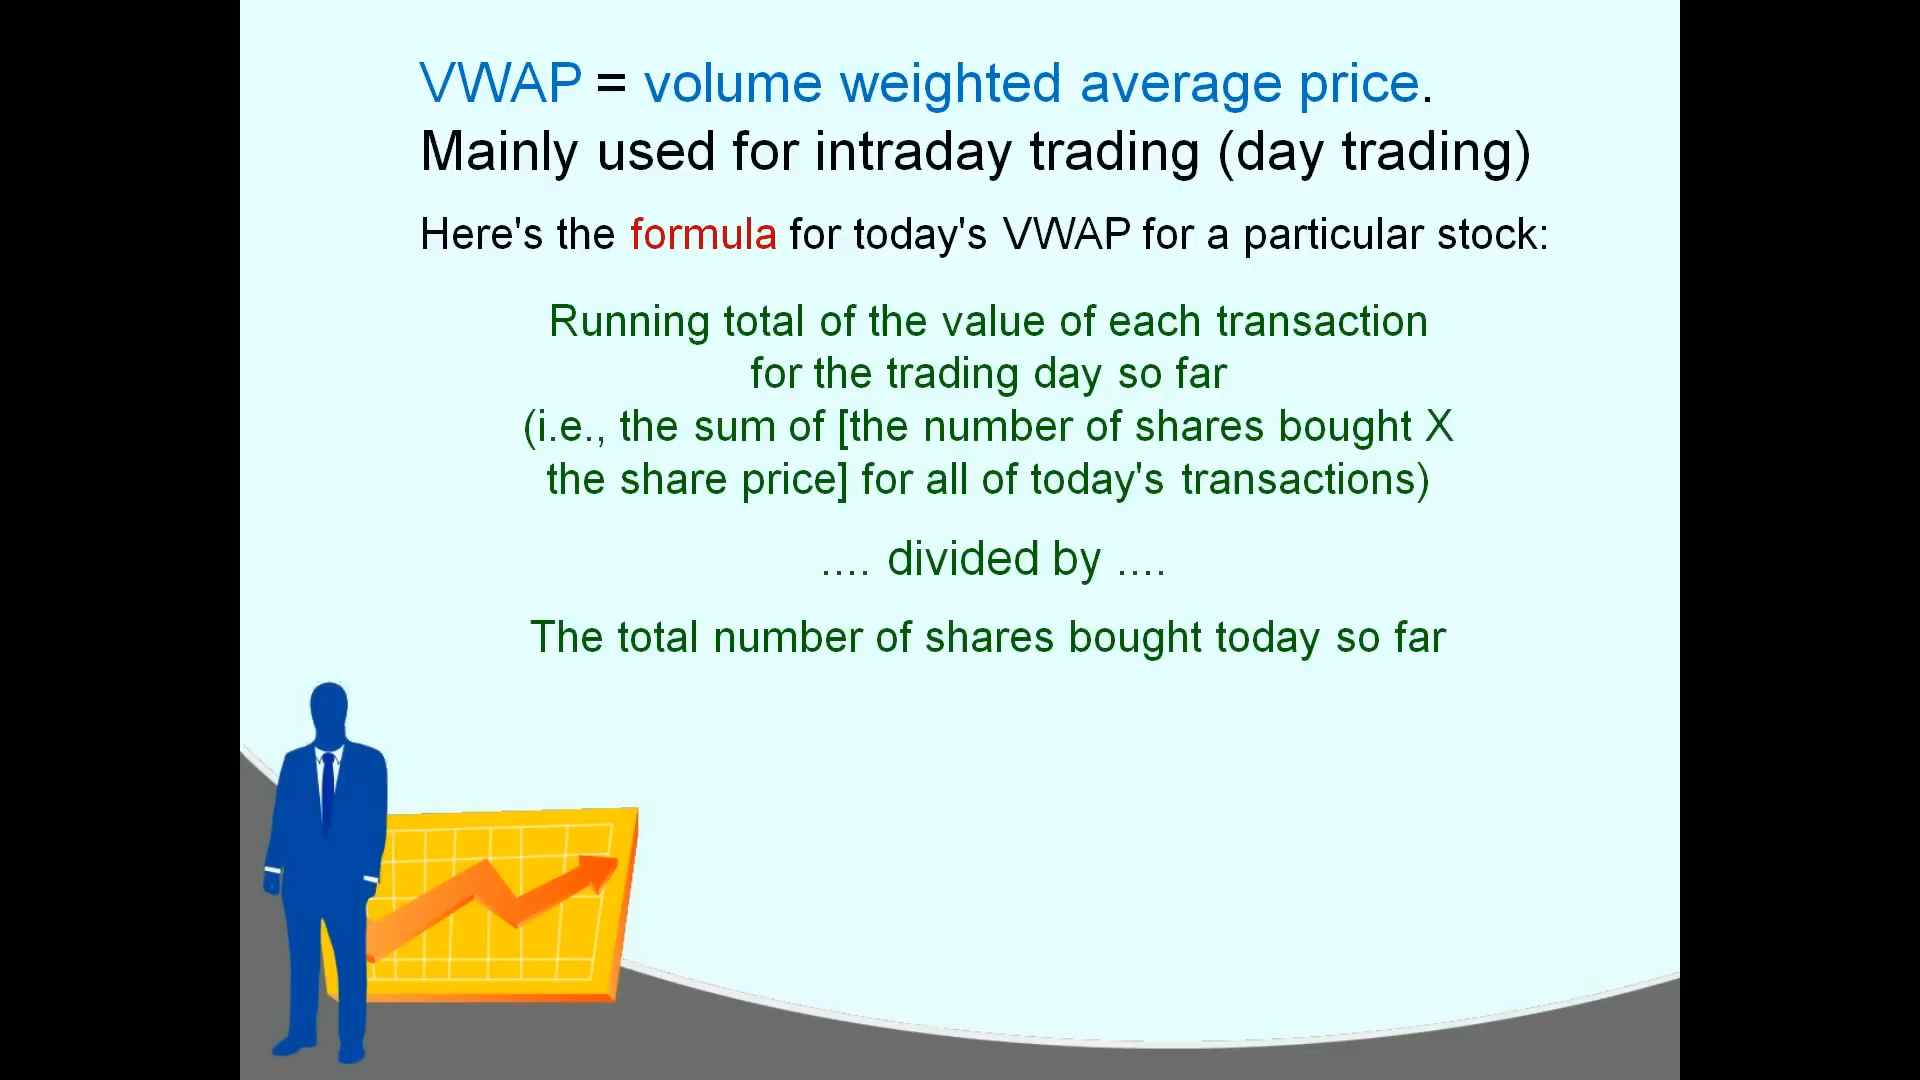 VWAP = volume weighted average price.
Mainly used for intraday trading (day trading)
Here's the formula for today's VWAP for a particular stock:
Running total of the value of each transaction
for the trading day so far
(i.e., the sum of [the number of shares bought X
the share price] for all of today's transactions)
.... divided by ....
The total number of shares bought today so far